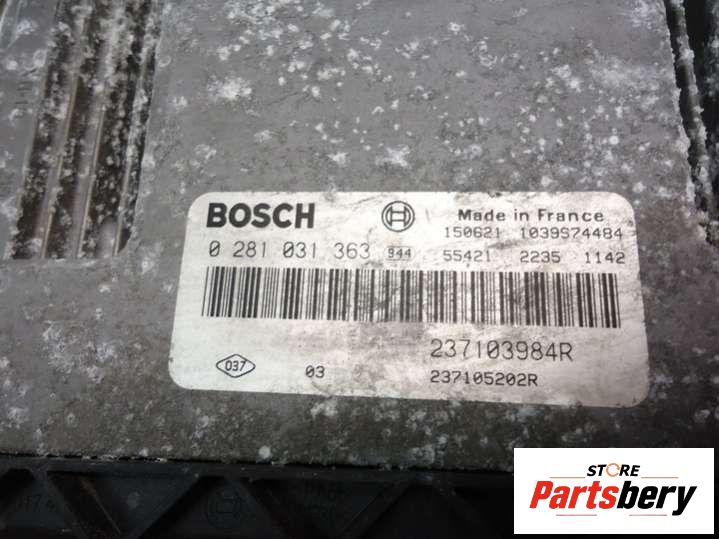 BOSCH
Made in France
150621 1039S74484
0 281 031 363 944 55421 2235 1142
237103984R
037 03 237105202R
STORE
Partsbery